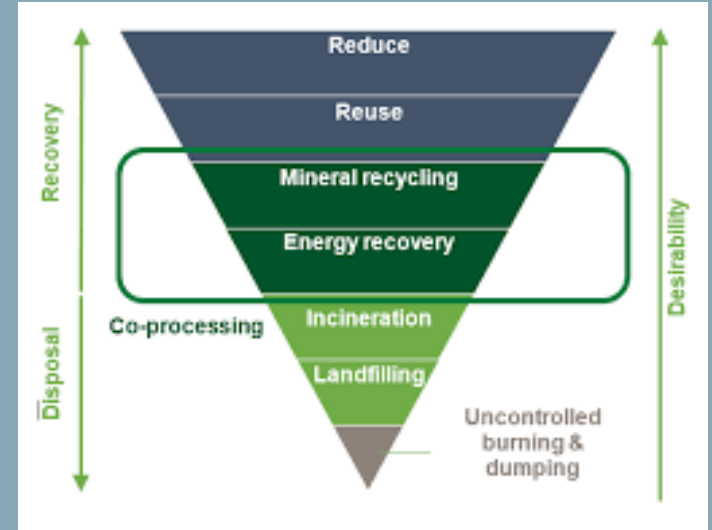 Reduce
Reuse
Mineral recycling
Energy recovery
Incineration
Landfilling
Co-processing
Uncontrolled
burning &
dumping
Recovery
Disposal
Desirability